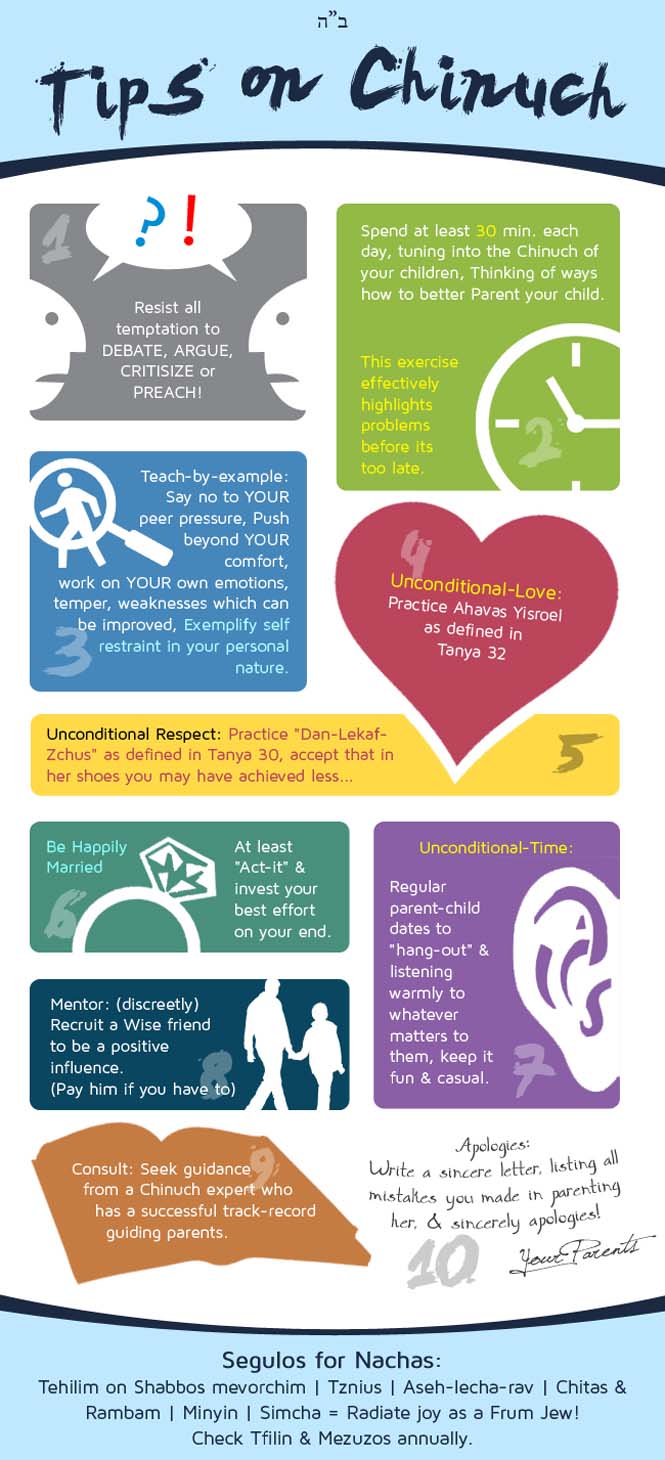 ב”ה
Tips on Chinuch
1
? !
Resist all
temptation to
DEBATE, ARGUE,
CRITISIZE or
PREACH!
Spend at least 30 min. each
day, tuning into the Chinuch of
your children, Thinking of ways
how to better Parent your child.
This exercise
effectively
highlights
problems
before its
too late.
2
Teach-by-example:
Say no to YOUR
peer pressure, Push
beyond YOUR
comfort,
work on YOUR own emotions,
temper, weaknesses which can
be improved, Exemplify self
restraint in your personal
nature.
3
4
Unconditional-Love:
Practice Ahavas Yisroel
as defined in
Tanya 32
Unconditional Respect: Practice "Dan-Lekaf-
Zchus" as defined in Tanya 30, accept that in
her shoes you may have achieved less...
5
Be Happily
Married
6
At least
"Act-it" &
invest your
best effort
on your end.
Unconditional-Time:
Regular
parent-child
dates to
"hang-out" &
listening
warmly to
whatever
matters to
them, keep it
fun & casual.
7
Mentor: (discreetly)
Recruit a Wise friend
to be a positive
influence.
(Pay him if you have to)
8
9
Consult: Seek guidance
from a Chinuch expert who
has a successful track-record
guiding parents.
Apologies:
Write a sincere letter, listing all
mistakes you made in parenting
her, & sincerely apologies!
10
Your Parents
Segulos for Nachas:
Tehilim on Shabbos mevorchim | Tznius | Aseh-lecha-rav | Chitas &
Rambam | Minyin | Simcha = Radiate joy as a Frum Jew!
Check Tfilin & Mezuzos annually.